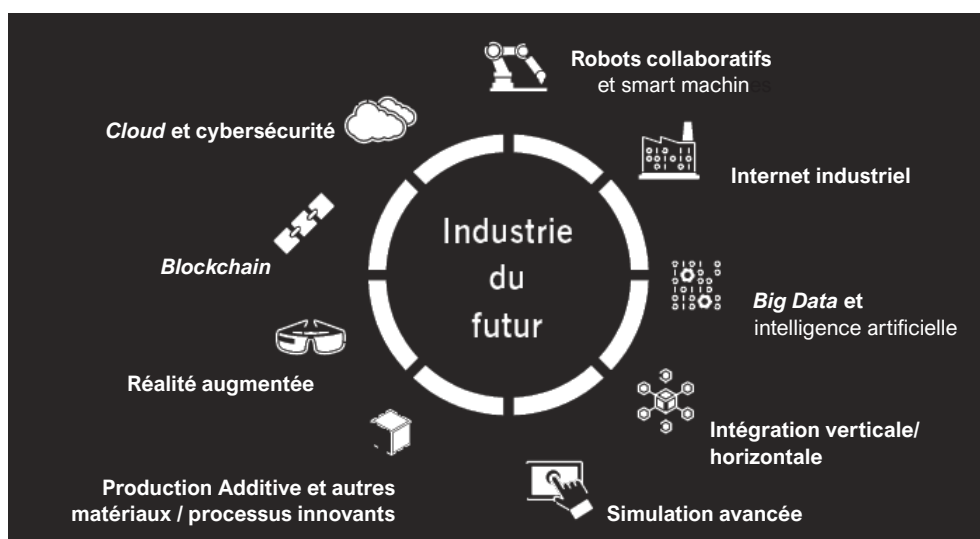 Robots collaboratifs
et smart machines
Cloud et cybersécurité
Internet industriel
Industrie
du
futur
Blockchain
Big Data et
intelligence artificielle
Réalité augmentée
Intégration verticale/
horizontale
Production Additive et autres
matériaux / processus innovants
Simulation avancée